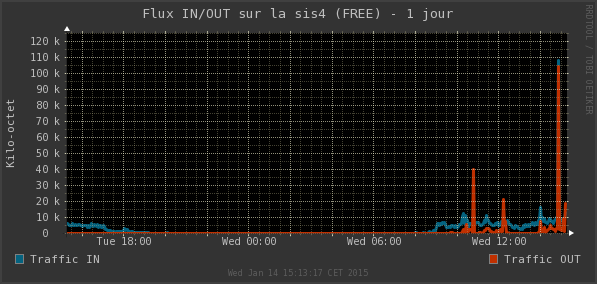 Flux IN/OUT sur la sis4 (FREE) - 1 jour
RRDTOOL / TOBI OETIKER
Kilo-octet
120 k
110 k
100 k
90 k
80 k
70 k
60 k
50 k
40 k
30 k
20 k
10 k
0
Tue 18:00 Wed 00:00 Wed 06:00 Wed 12:00
Traffic IN Traffic OUT
Wed Jan 14 15:13:17 CET 2015